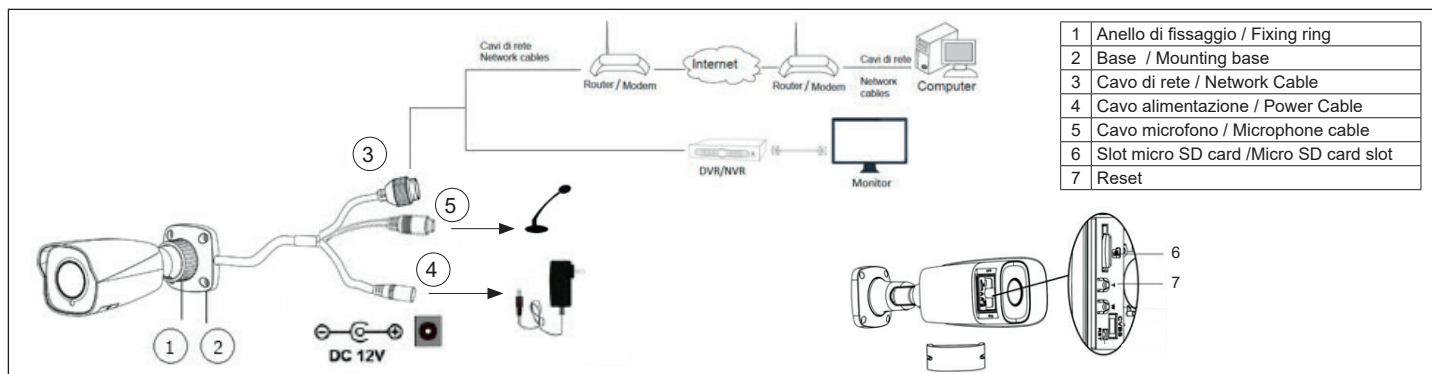 Cavi di rete
Network cables
Router / Modem
Internet
Router / Modem
Cavi di rete
Network
cables
Computer
DVR/NVR
Monitor
1 Anello di fissaggio / Fixing ring
2 Base / Mounting base
3 Cavo di rete / Network Cable
4 Cavo alimentazione / Power Cable
5 Cavo microfono / Microphone cable
6 Slot micro SD card /Micro SD card slot
7 Reset
3
5
4
1
2
DC 12V
6
7
CVBS